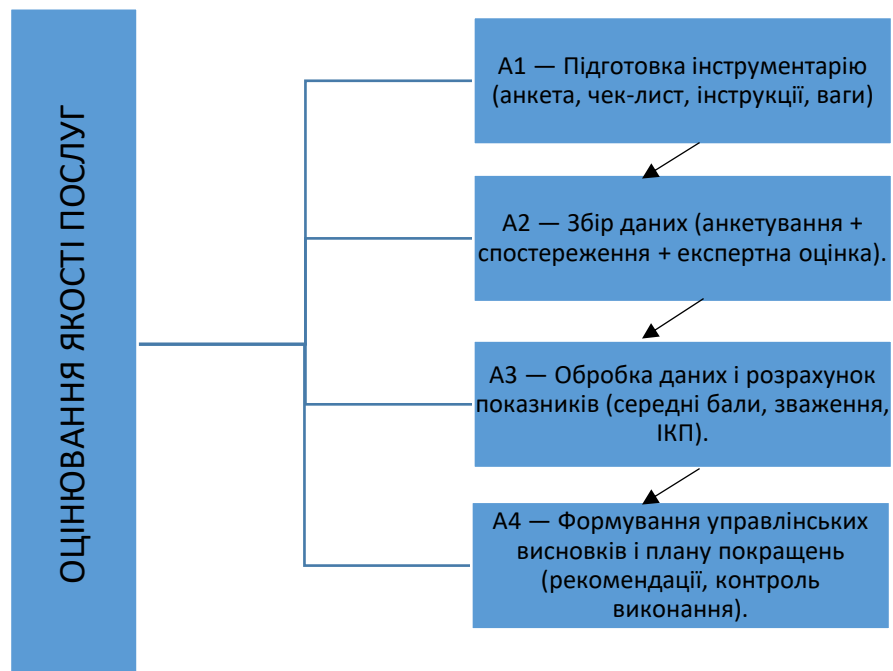 ОЦІНЮВАННЯ ЯКОСТІ ПОСЛУГ
А1 — Підготовка інструментарію
(анкета, чек-лист, інструкції, ваги)
А2 — Збір даних (анкетування +
спостереження + експертна оцінка).
А3 — Обробка даних і розрахунок
показників (середні бали, зваження,
ІКП).
А4 — Формування управлінських
висновків і плану покращень
(рекомендації, контроль
виконання).